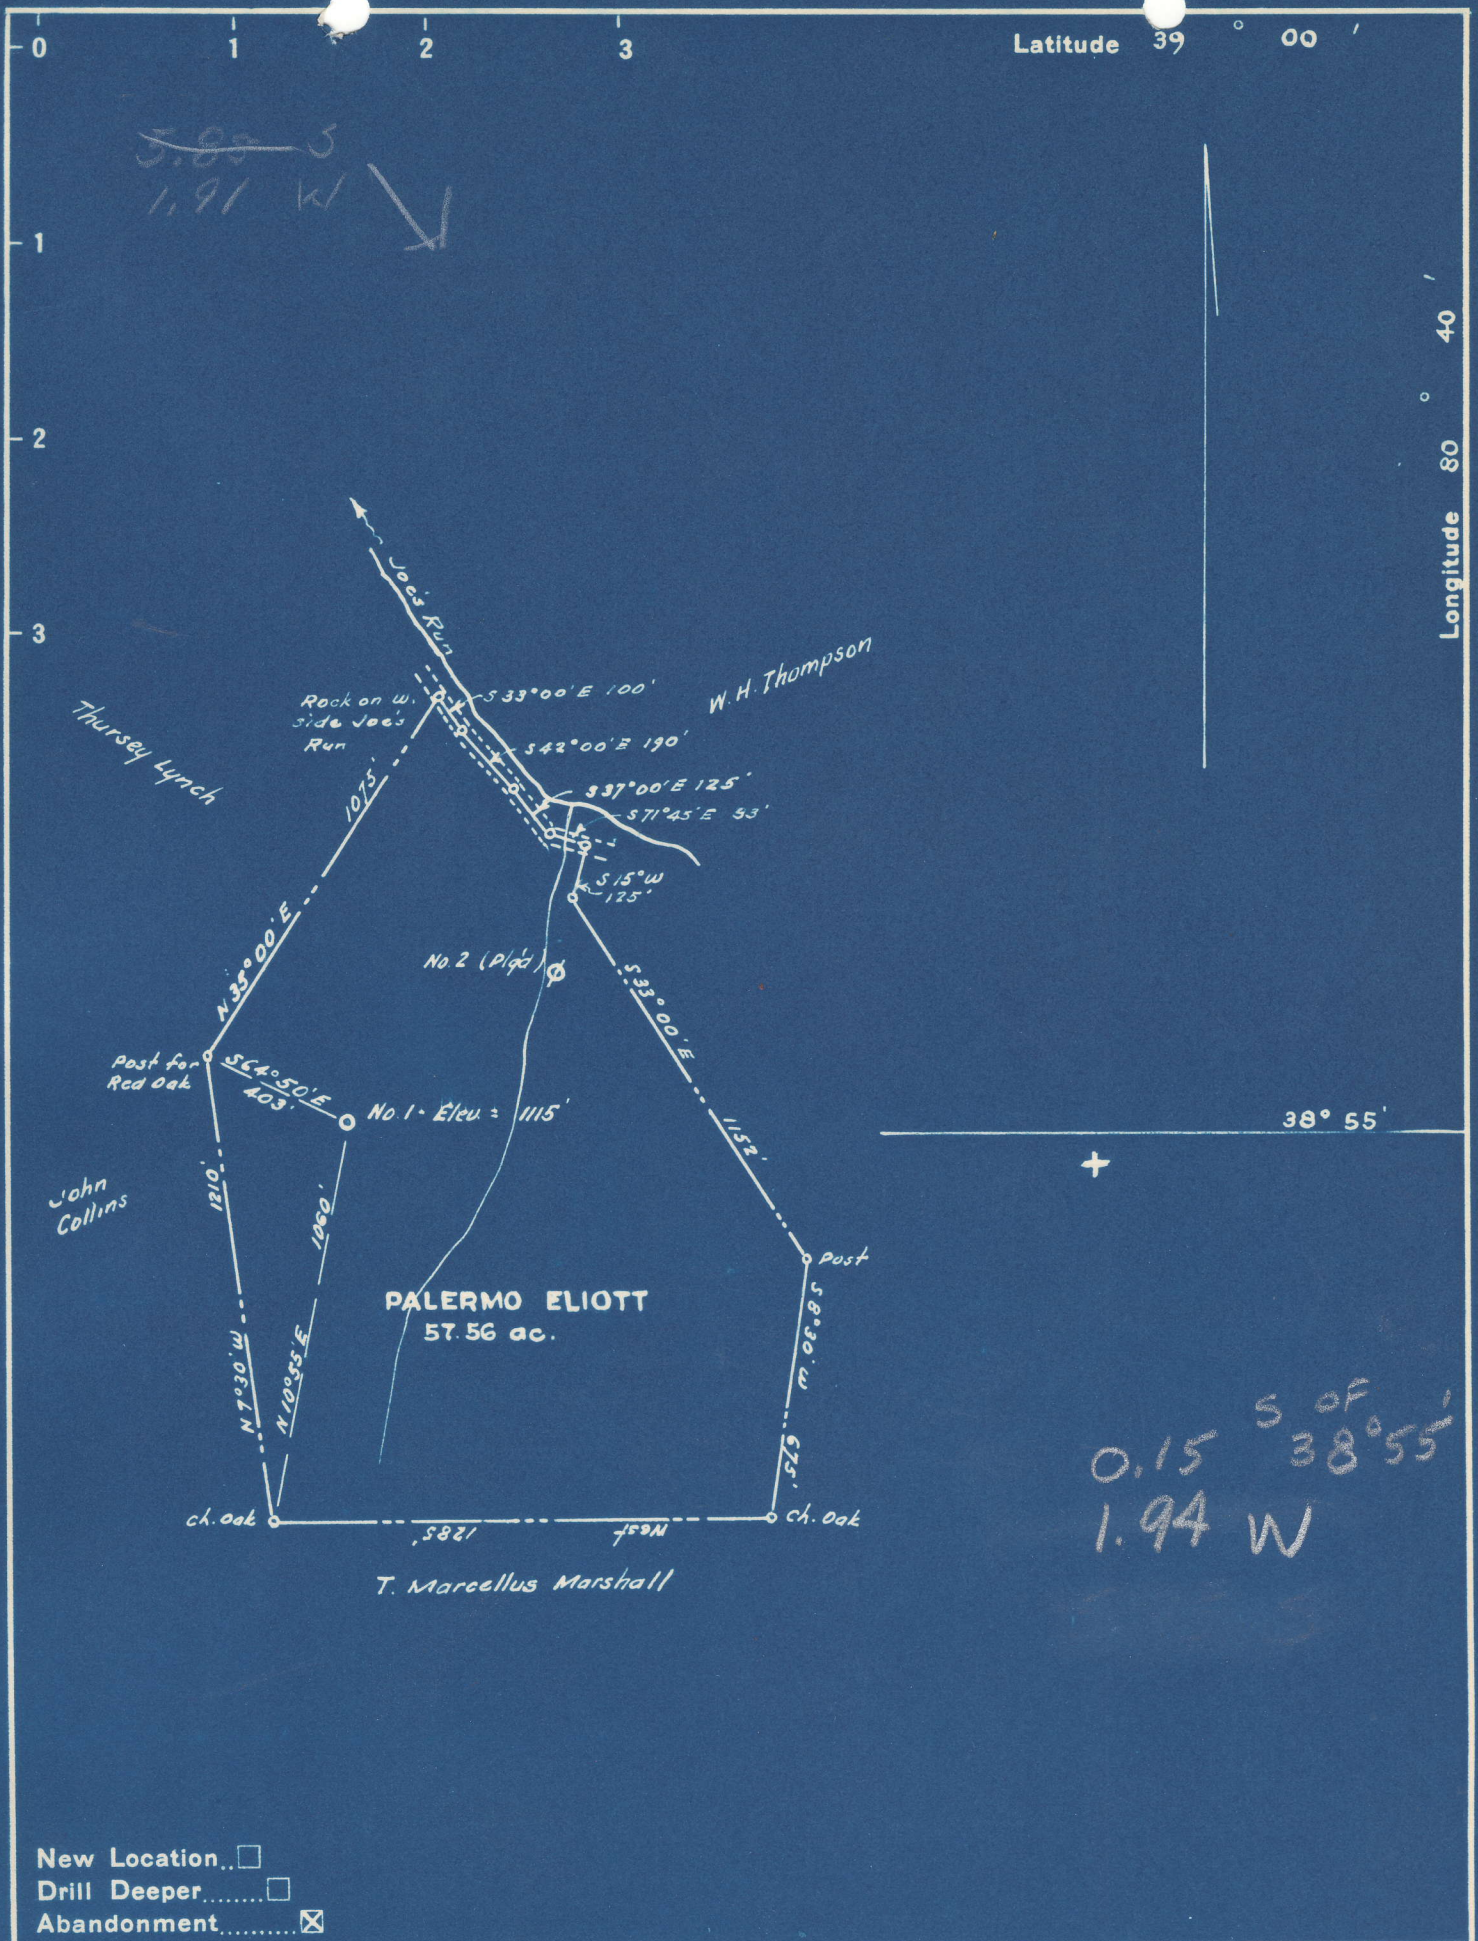 0 1 2 3
Latitude 39° 00'
1
2
3
Longitude 80° 40'
5.88 S
1.91 W
Joe's Run
W. H. Thompson
Thursey Lynch
Rock on W.
side Joe's
Run
S 33°00' E 100'
S 42°00' E 190'
S 37°00' E 125'
S 71°45' E 93'
S 15° W
125'
1075'
N 35°00' E
No. 2 (Plg'd)
S 33°00' E
1152'
Post for
Red Oak
S 64°50' E
403'
No. 1 - Elev. = 1115'
38° 55'
John
Collins
1210'
N 7°30' W
1060'
N 10°55' E
Post
S 8°30' W
675'
PALERMO ELIOTT
57.56 ac.
0.15 S OF 38°55'
1.94 W
Ch. Oak
1285'
West
Ch. Oak
T. Marcellus Marshall
New Location..
Drill Deeper........
Abandonment..........☒